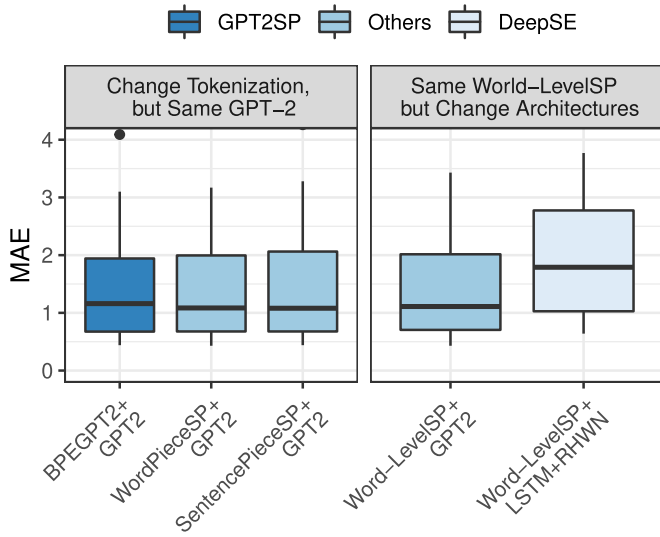 GPT2SP Others DeepSE
Change Tokenization,
but Same GPT-2
Same World-LevelSP
but Change Architectures
MAE
4
3
2
1
0
BPEGPT2+
GPT2
WordPieceSP+
GPT2
SentencePieceSP+
GPT2
Word-LevelSP+
GPT2
Word-LevelSP+
LSTM+RHWN